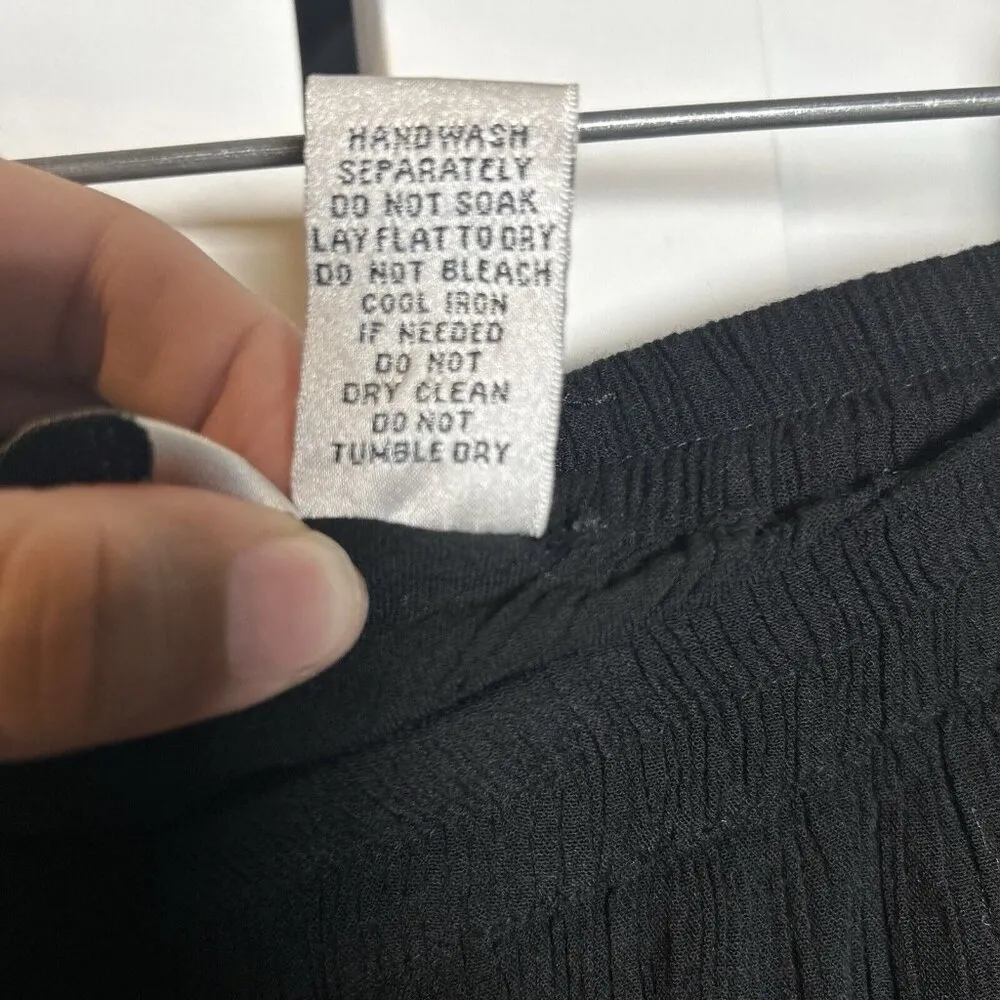 HAND WASH
SEPARATELY
DO NOT SOAK
LAY FLAT TO DRY
DO NOT BLEACH
COOL IRON
IF NEEDED
DO NOT
DRY CLEAN
DO NOT
TUMBLE DRY